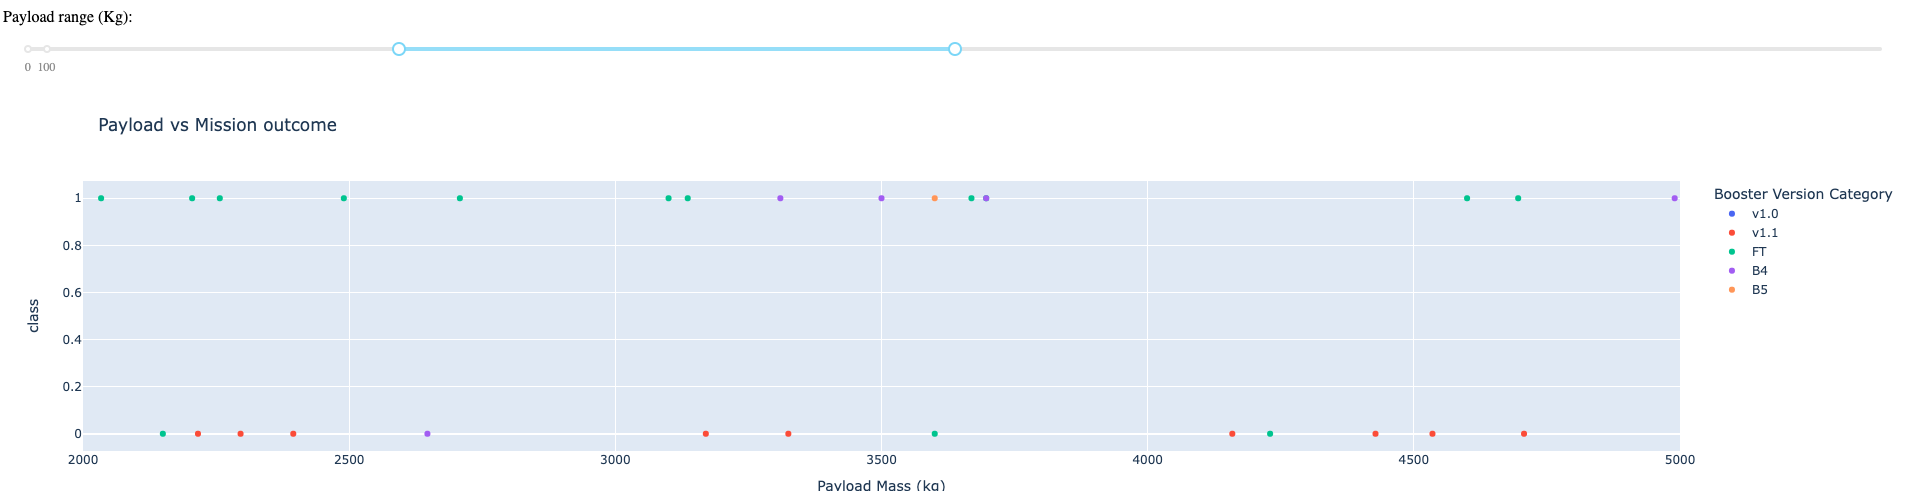 Payload range (Kg):
0 100
Payload vs Mission outcome
Booster Version Category
v1.0
v1.1
FT
B4
B5
class
1
0.8
0.6
0.4
0.2
0
2000 2500 3000 3500 4000 4500 5000
Payload Mass (kg)